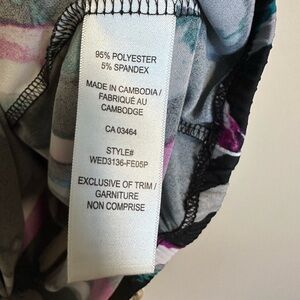 95% POLYESTER
5% SPANDEX
MADE IN CAMBODIA /
FABRIQUÉ AU
CAMBODGE
CA 03464
STYLE#
WED3136-FE05P
EXCLUSIVE OF TRIM /
GARNITURE
NON COMPRISE